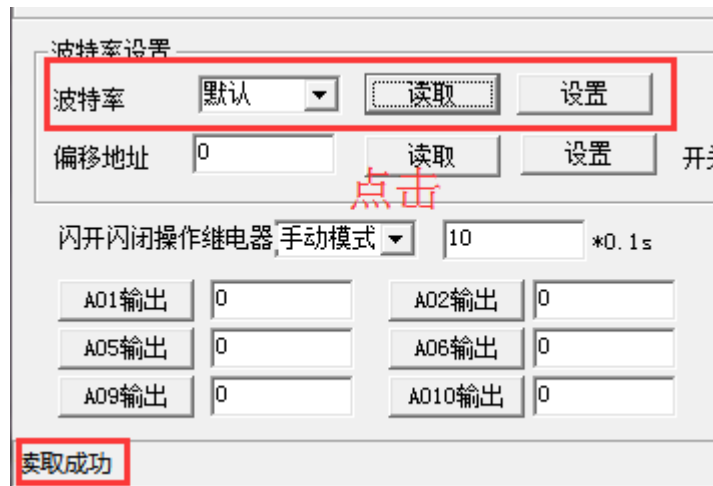 波特率设置
波特率 默认 读取 设置
偏移地址 0 读取 设置 开
点击
闪开闪闭操作继电器 手动模式 10 *0.1s
A01输出 0 A02输出 0
A05输出 0 A06输出 0
A09输出 0 A010输出 0
读取成功